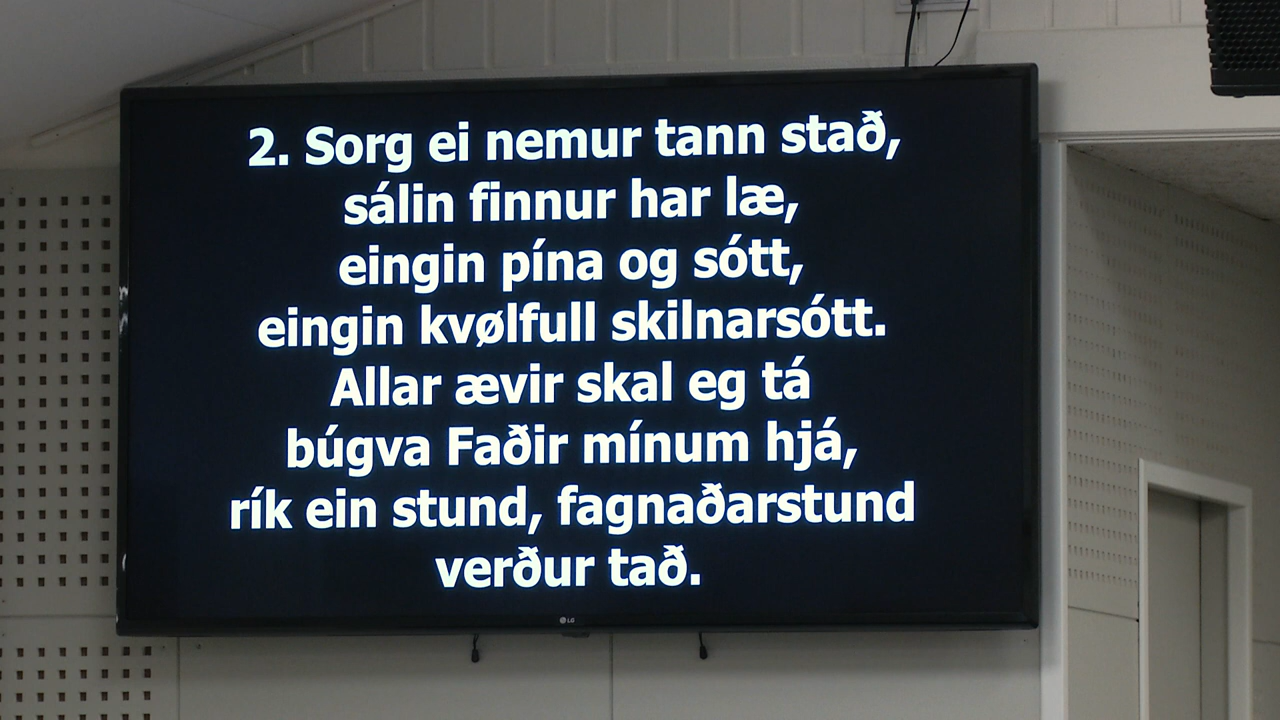 2. Sorg ei nemur tann stað,
sálin finnur har læ,
eingin pína og sótt,
eingin kvølfull skilnarsótt.
Allar ævir skal eg tá
búgva Faðir mínum hjá,
rík ein stund, fagnaðarstund
verður tað.
LG